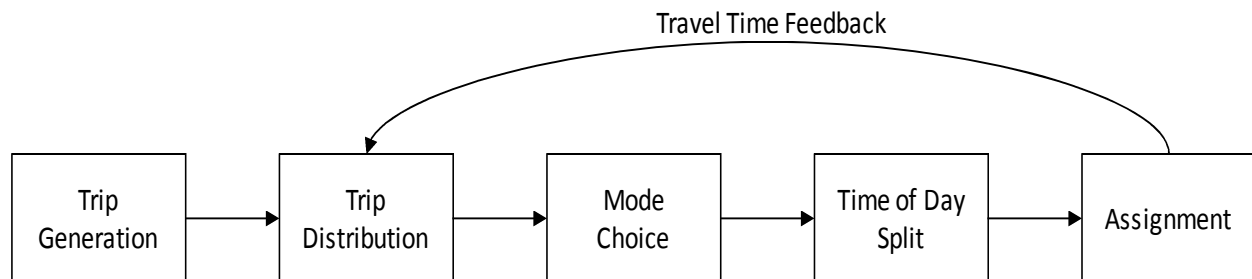 Travel Time Feedback
Trip
Generation
Trip
Distribution
Mode
Choice
Time of Day
Split
Assignment